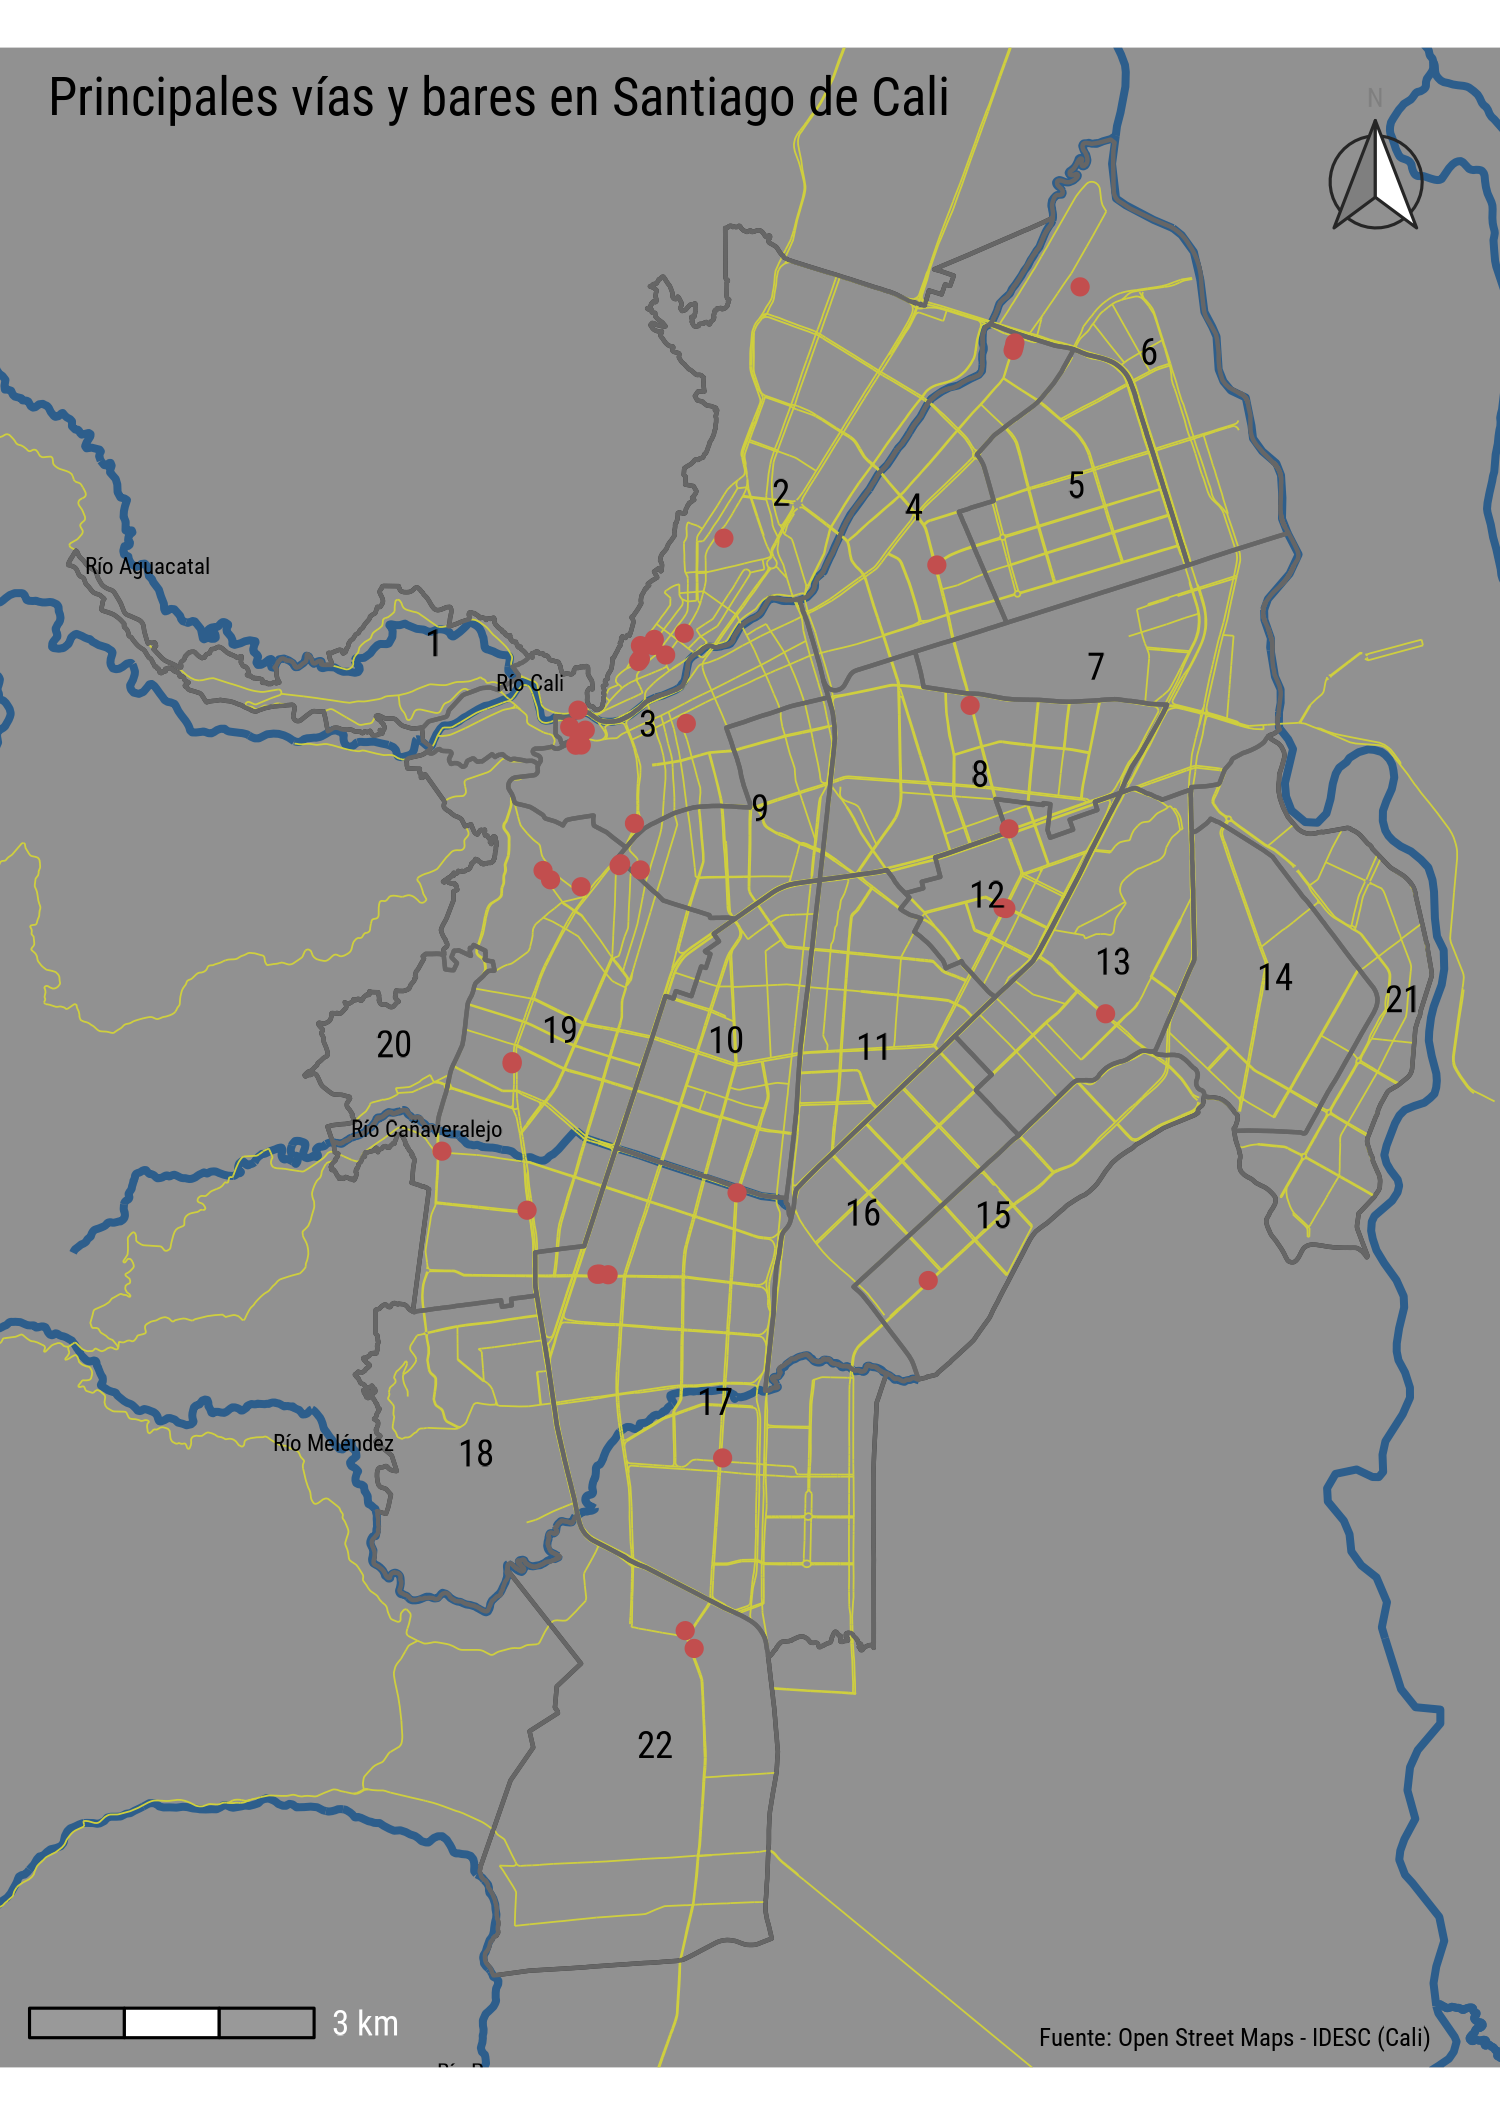 Principales vías y bares en Santiago de Cali
N
6
5
2
4
Río Aguacatal
1
7
Río Cali
3
8
9
12
13
14
21
19
10
11
20
Río Cañaveralejo
16
15
17
18
Río Meléndez
22
3 km
Fuente: Open Street Maps - IDESC (Cali)